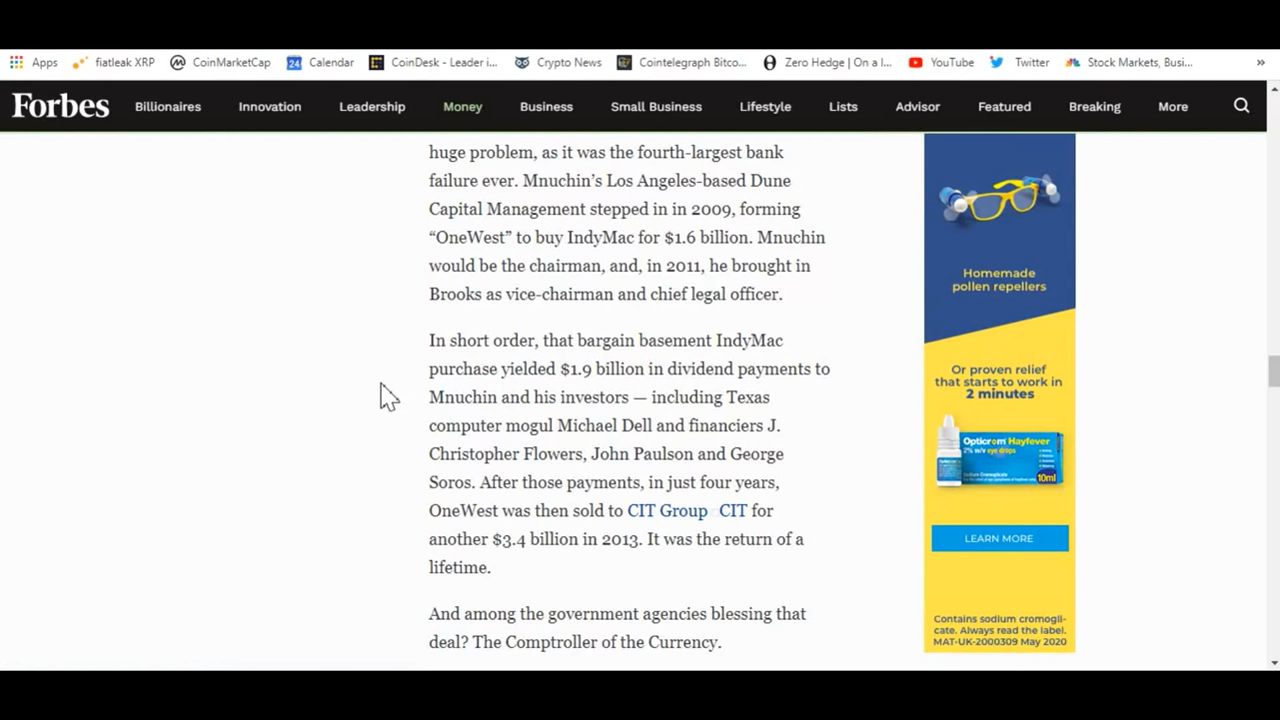 Apps fiatleak XRP CoinMarketCap 24 Calendar CoinDesk - Leader i... Crypto News Cointelegraph Bitco... Zero Hedge | On a l... YouTube Twitter Stock Markets, Busi... »
Forbes Billionaires Innovation Leadership Money Business Small Business Lifestyle Lists Advisor Featured Breaking More
huge problem, as it was the fourth-largest bank
failure ever. Mnuchin’s Los Angeles-based Dune
Capital Management stepped in in 2009, forming
“OneWest” to buy IndyMac for $1.6 billion. Mnuchin
would be the chairman, and, in 2011, he brought in
Brooks as vice-chairman and chief legal officer.
In short order, that bargain basement IndyMac
purchase yielded $1.9 billion in dividend payments to
Mnuchin and his investors — including Texas
computer mogul Michael Dell and financiers J.
Christopher Flowers, John Paulson and George
Soros. After those payments, in just four years,
OneWest was then sold to CIT Group CIT for
another $3.4 billion in 2013. It was the return of a
lifetime.
And among the government agencies blessing that
deal? The Comptroller of the Currency.
Homemade
pollen repellers
Or proven relief
that starts to work in
2 minutes
Opticrom Hayfever
2% w/v eye drops
10ml
LEARN MORE
Contains sodium cromogli-
cate. Always read the label.
MAT-UK-2000309 May 2020